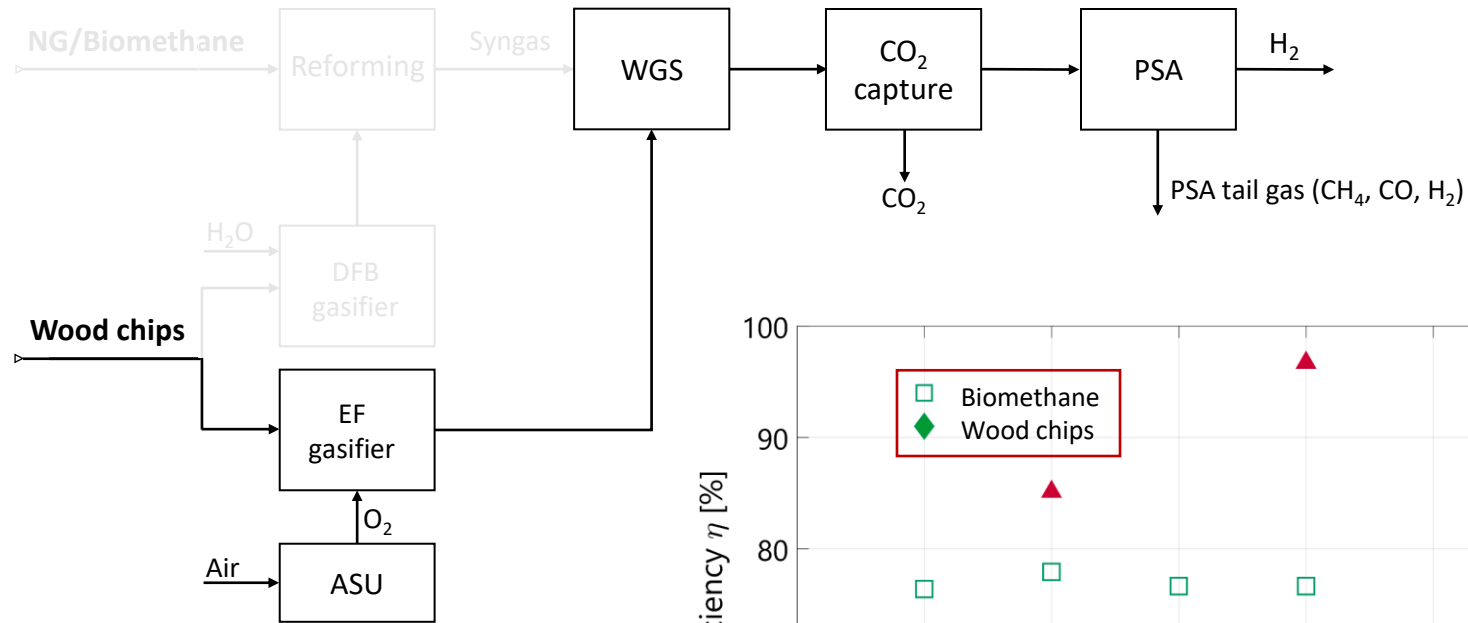 NG/Biomethane
Reforming
Syngas
WGS
CO₂
capture
PSA
H₂
CO₂
PSA tail gas (CH₄, CO, H₂)
H₂O
DFB
gasifier
Wood chips
EF
gasifier
O₂
Air
ASU
100
90
80
Biomethane
Wood chips
ciency η [%]